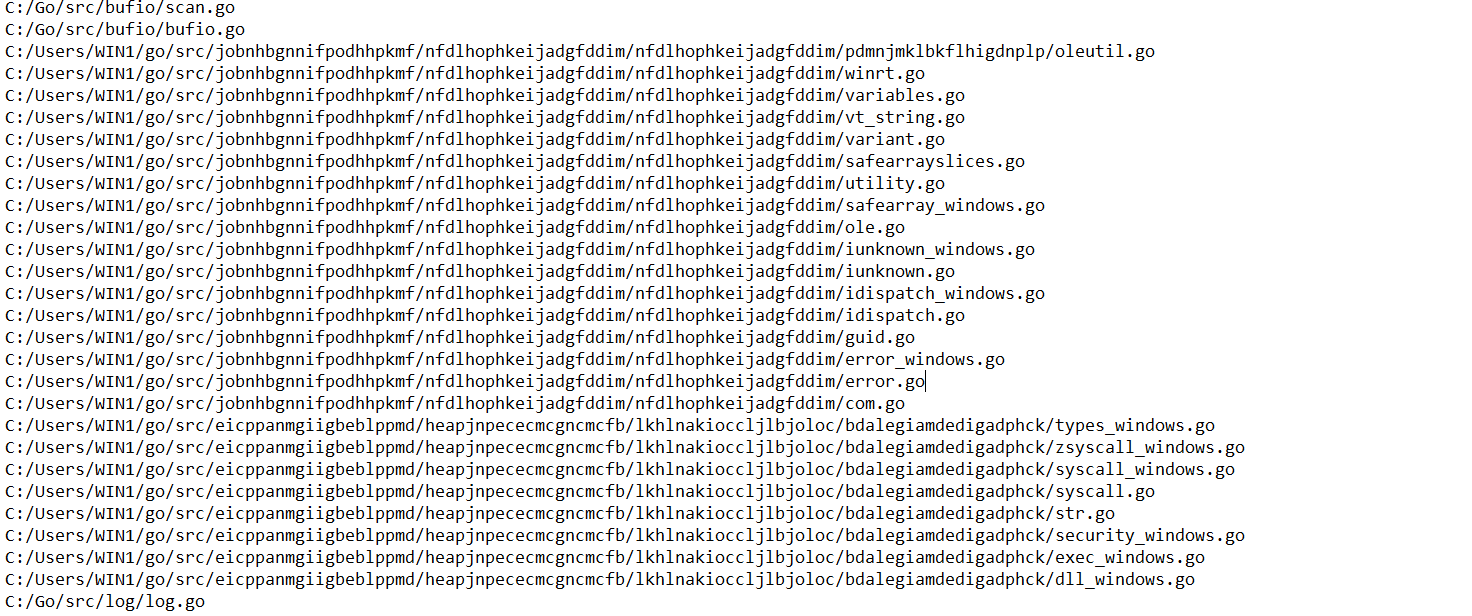 C:/Go/src/bufio/scan.go
C:/Go/src/bufio/bufio.go
C:/Users/WIN1/go/src/jobnhbgnnifpodhhpkmf/nfdlhophkeijadgfddim/nfdlhophkeijadgfddim/pdmnjmklbkflhigdnplp/oleutil.go
C:/Users/WIN1/go/src/jobnhbgnnifpodhhpkmf/nfdlhophkeijadgfddim/nfdlhophkeijadgfddim/winrt.go
C:/Users/WIN1/go/src/jobnhbgnnifpodhhpkmf/nfdlhophkeijadgfddim/nfdlhophkeijadgfddim/variables.go
C:/Users/WIN1/go/src/jobnhbgnnifpodhhpkmf/nfdlhophkeijadgfddim/nfdlhophkeijadgfddim/vt_string.go
C:/Users/WIN1/go/src/jobnhbgnnifpodhhpkmf/nfdlhophkeijadgfddim/nfdlhophkeijadgfddim/variant.go
C:/Users/WIN1/go/src/jobnhbgnnifpodhhpkmf/nfdlhophkeijadgfddim/nfdlhophkeijadgfddim/safearrayslices.go
C:/Users/WIN1/go/src/jobnhbgnnifpodhhpkmf/nfdlhophkeijadgfddim/nfdlhophkeijadgfddim/utility.go
C:/Users/WIN1/go/src/jobnhbgnnifpodhhpkmf/nfdlhophkeijadgfddim/nfdlhophkeijadgfddim/safearray_windows.go
C:/Users/WIN1/go/src/jobnhbgnnifpodhhpkmf/nfdlhophkeijadgfddim/nfdlhophkeijadgfddim/ole.go
C:/Users/WIN1/go/src/jobnhbgnnifpodhhpkmf/nfdlhophkeijadgfddim/nfdlhophkeijadgfddim/iunknown_windows.go
C:/Users/WIN1/go/src/jobnhbgnnifpodhhpkmf/nfdlhophkeijadgfddim/nfdlhophkeijadgfddim/iunknown.go
C:/Users/WIN1/go/src/jobnhbgnnifpodhhpkmf/nfdlhophkeijadgfddim/nfdlhophkeijadgfddim/idispatch_windows.go
C:/Users/WIN1/go/src/jobnhbgnnifpodhhpkmf/nfdlhophkeijadgfddim/nfdlhophkeijadgfddim/idispatch.go
C:/Users/WIN1/go/src/jobnhbgnnifpodhhpkmf/nfdlhophkeijadgfddim/nfdlhophkeijadgfddim/guid.go
C:/Users/WIN1/go/src/jobnhbgnnifpodhhpkmf/nfdlhophkeijadgfddim/nfdlhophkeijadgfddim/error_windows.go
C:/Users/WIN1/go/src/jobnhbgnnifpodhhpkmf/nfdlhophkeijadgfddim/nfdlhophkeijadgfddim/error.go
C:/Users/WIN1/go/src/jobnhbgnnifpodhhpkmf/nfdlhophkeijadgfddim/nfdlhophkeijadgfddim/com.go
C:/Users/WIN1/go/src/eicppanmgiigbeblppmd/heapjnpececmcgncmcfb/lkhlnakioccljlbjoloc/bdalegiamdedigadphck/types_windows.go
C:/Users/WIN1/go/src/eicppanmgiigbeblppmd/heapjnpececmcgncmcfb/lkhlnakioccljlbjoloc/bdalegiamdedigadphck/zsyscall_windows.go
C:/Users/WIN1/go/src/eicppanmgiigbeblppmd/heapjnpececmcgncmcfb/lkhlnakioccljlbjoloc/bdalegiamdedigadphck/syscall_windows.go
C:/Users/WIN1/go/src/eicppanmgiigbeblppmd/heapjnpececmcgncmcfb/lkhlnakioccljlbjoloc/bdalegiamdedigadphck/syscall.go
C:/Users/WIN1/go/src/eicppanmgiigbeblppmd/heapjnpececmcgncmcfb/lkhlnakioccljlbjoloc/bdalegiamdedigadphck/str.go
C:/Users/WIN1/go/src/eicppanmgiigbeblppmd/heapjnpececmcgncmcfb/lkhlnakioccljlbjoloc/bdalegiamdedigadphck/security_windows.go
C:/Users/WIN1/go/src/eicppanmgiigbeblppmd/heapjnpececmcgncmcfb/lkhlnakioccljlbjoloc/bdalegiamdedigadphck/exec_windows.go
C:/Users/WIN1/go/src/eicppanmgiigbeblppmd/heapjnpececmcgncmcfb/lkhlnakioccljlbjoloc/bdalegiamdedigadphck/dll_windows.go
C:/Go/src/log/log.go